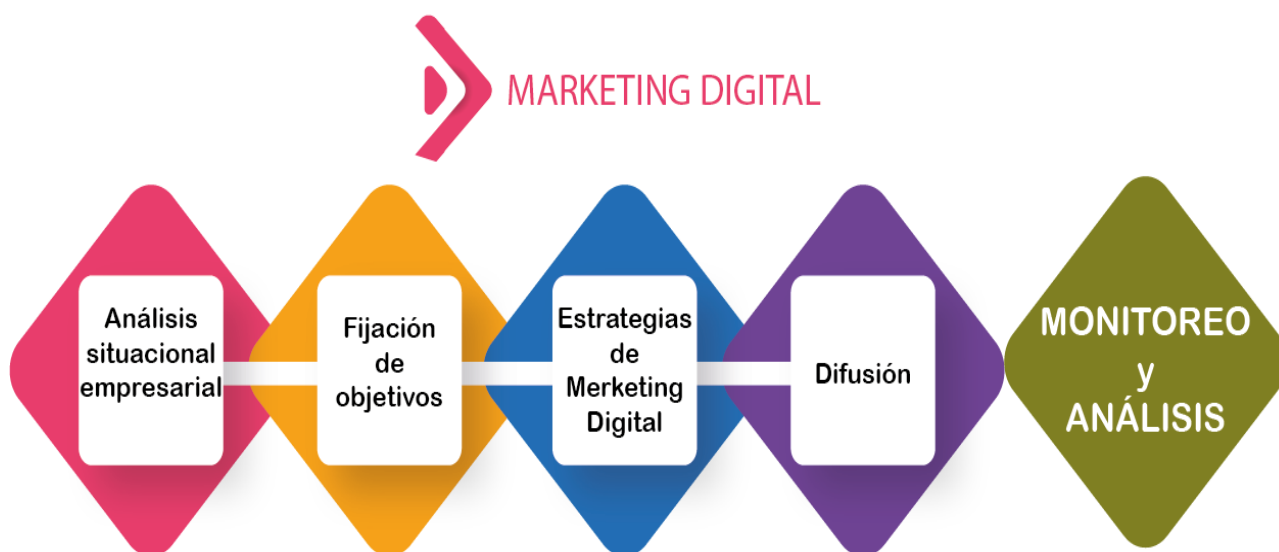 MARKETING DIGITAL
Análisis
situacional
empresarial
Fijación
de
objetivos
Estrategias
de
Merketing
Digital
Difusión
MONITOREO
y
ANÁLISIS